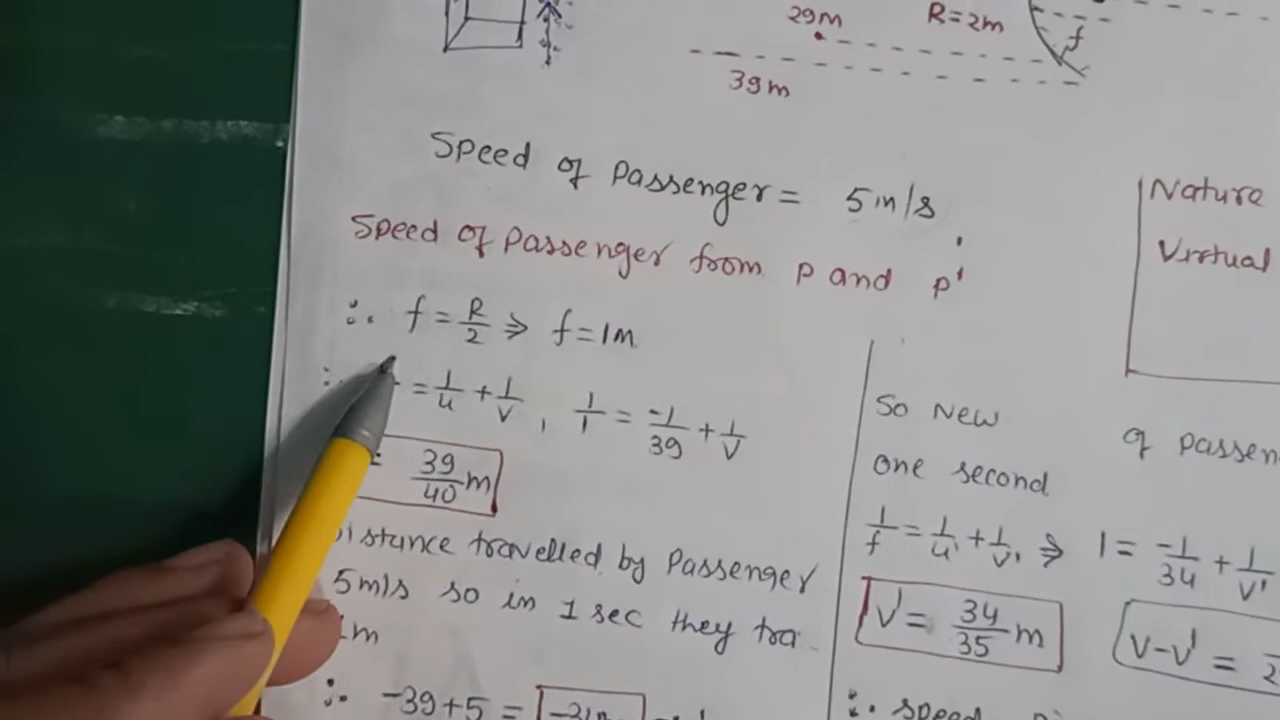 29m
R=2m
f
39m
Speed of Passenger = 5m/s
Speed of Passenger from P and P'
∴ f = R/2 ⇒ f = 1m
= 1/u + 1/v , 1/1 = -1/39 + 1/v
= 39/40 m
Distance travelled by Passenger
5m/s so in 1 sec they tra
m
∴ -39+5 =
Nature
Virtual
So New
of passen
one second
1/f = 1/u' + 1/v' ⇒ 1 = -1/34 + 1/v'
v' = 34/35 m
v-v' =
∴ speed